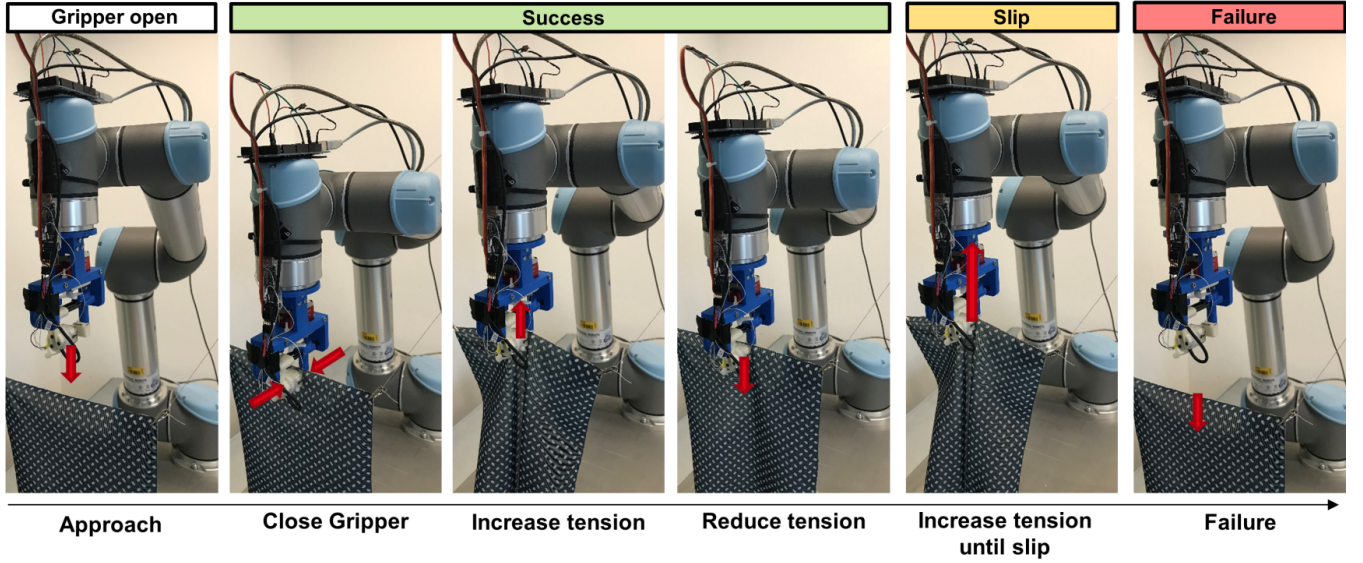 Gripper open
Success
Slip
Failure
Approach
Close Gripper
Increase tension
Reduce tension
Increase tension
until slip
Failure